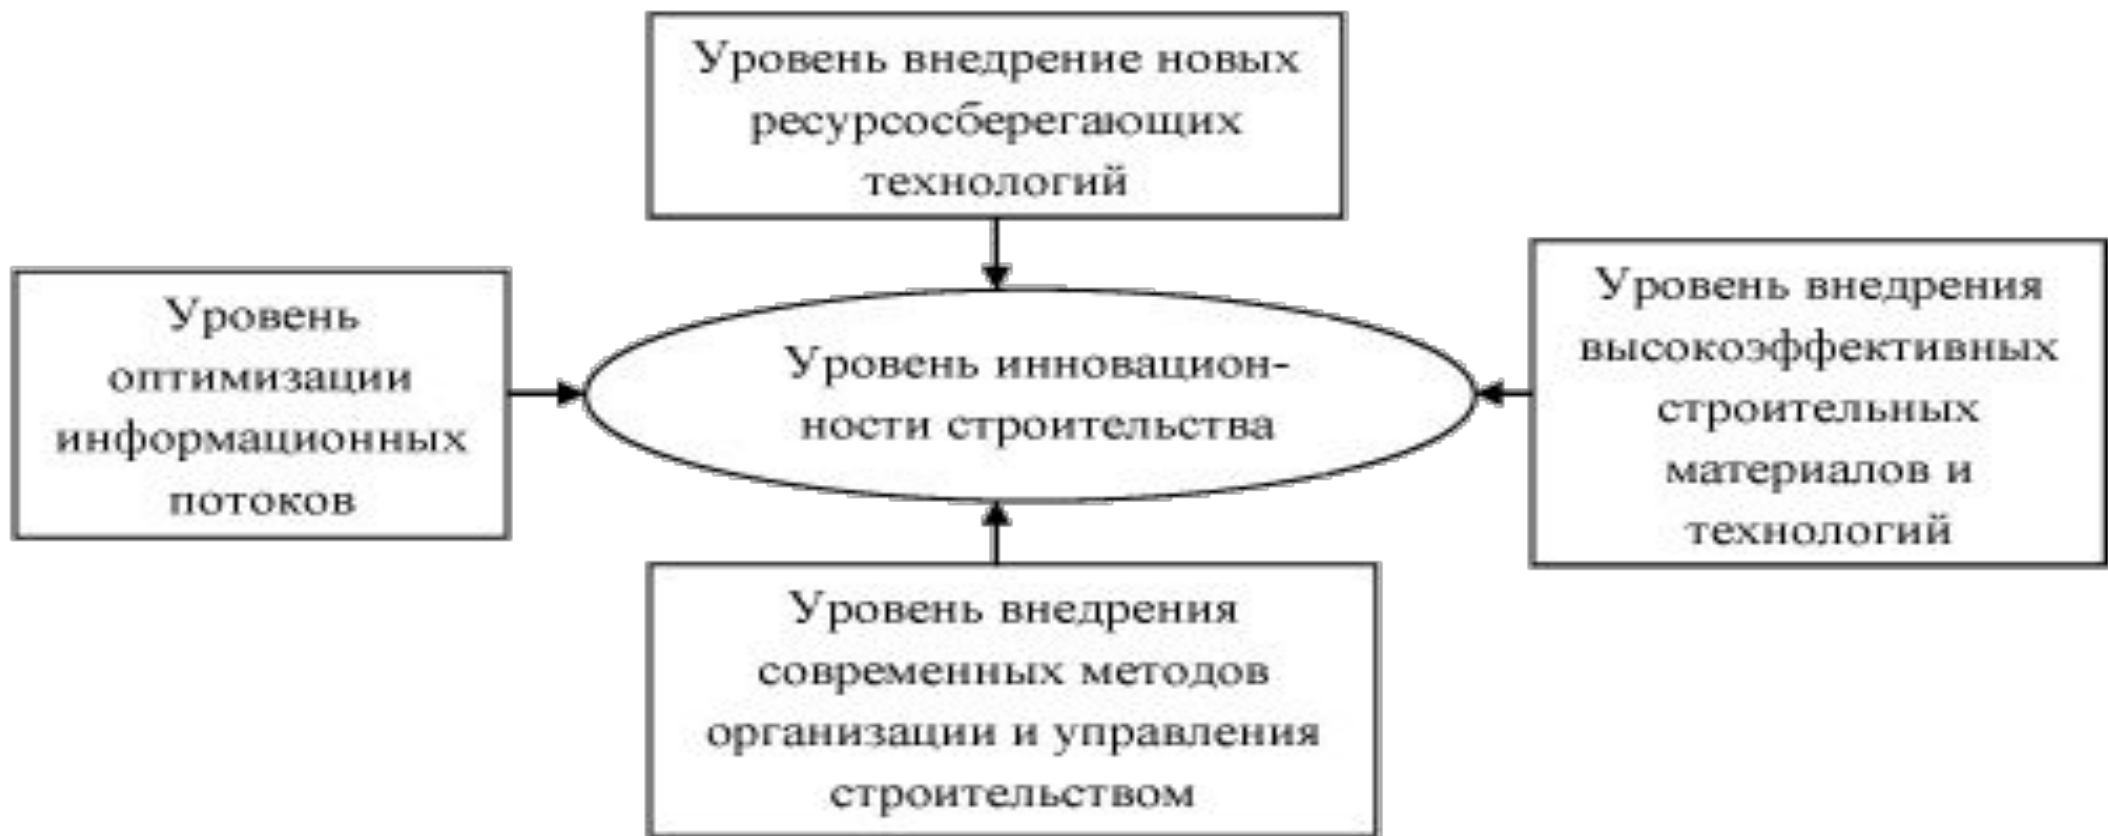 Уровень внедрение новых
ресурсосберегающих
технологий
Уровень
оптимизации
информационных
потоков
Уровень инновацион-
ности строительства
Уровень внедрения
высокоэффективных
строительных
материалов и
технологий
Уровень внедрения
современных методов
организации и управления
строительством